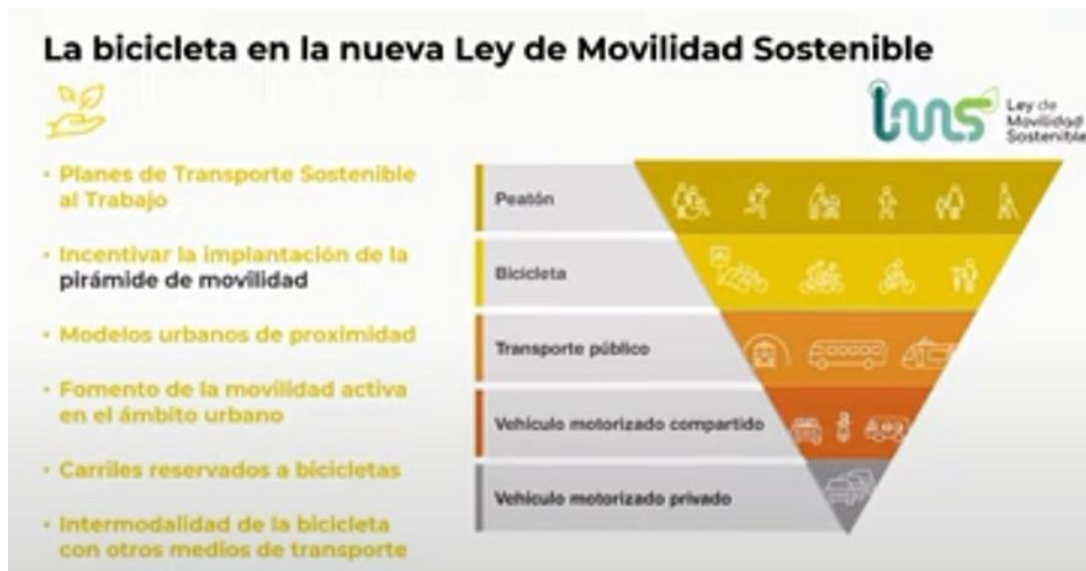 La bicicleta en la nueva Ley de Movilidad Sostenible
lms
Ley de
Movilidad
Sostenible
• Planes de Transporte Sostenible
al Trabajo
• Incentivar la implantación de la
pirámide de movilidad
• Modelos urbanos de proximidad
• Fomento de la movilidad activa
en el ámbito urbano
• Carriles reservados a bicicletas
• Intermodalidad de la bicicleta
con otros medios de transporte
Peatón
Bicicleta
Transporte público
Vehículo motorizado compartido
Vehículo motorizado privado